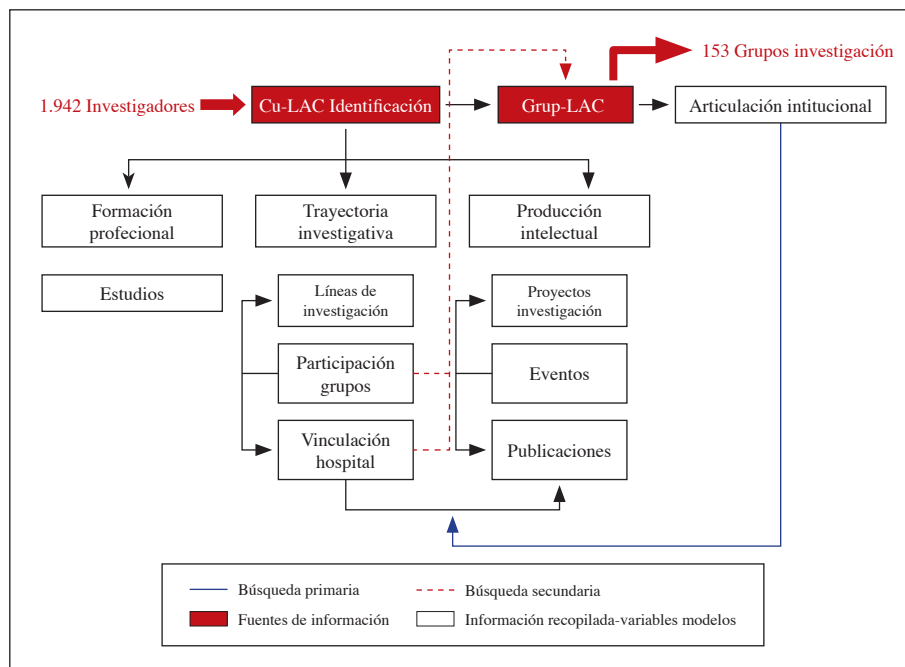 153 Grupos investigación
1.942 Investigadores
Cu-LAC Identificación
Grup-LAC
Articulación intitucional
Formación
profecional
Trayectoria
investigativa
Producción
intelectual
Estudios
Líneas de
investigación
Proyectos
investigación
Participación
grupos
Eventos
Vinculación
hospital
Publicaciones
Búsqueda primaria
Búsqueda secundaria
Fuentes de información
Información recopilada-variables modelos